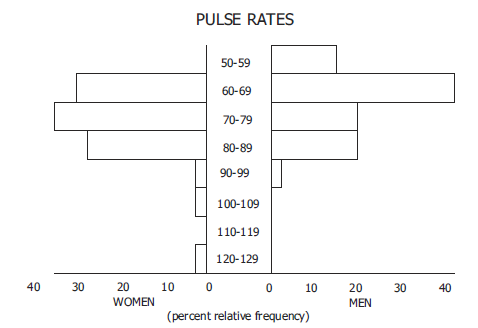 PULSE RATES
50-59
60-69
70-79
80-89
90-99
100-109
110-119
120-129
40 30 20 10 0 0 10 20 30 40
WOMEN MEN
(percent relative frequency)